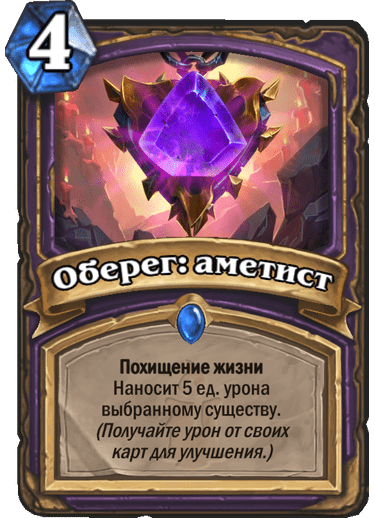 4
Оберег: аметист
Похищение жизни
Наносит 5 ед. урона
выбранному существу.
(Получайте урон от своих
карт для улучшения.)